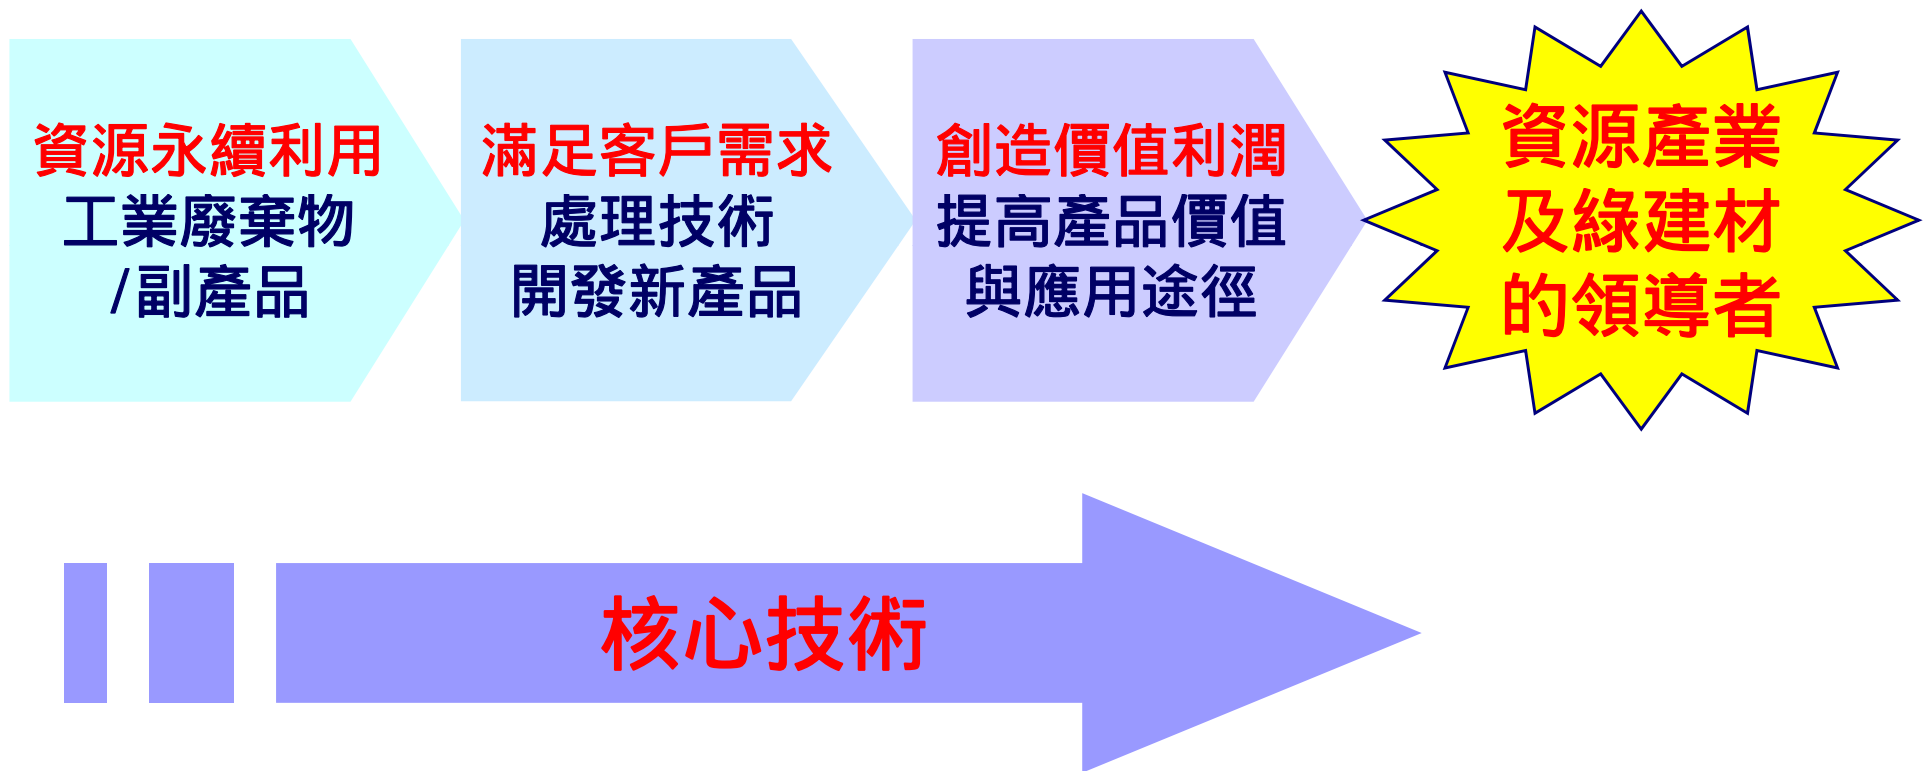 資源永續利用
工業廢棄物
/副產品
滿足客戶需求
處理技術
開發新產品
創造價值利潤
提高產品價值
與應用途徑
資源產業
及綠建材
的領導者
核心技術